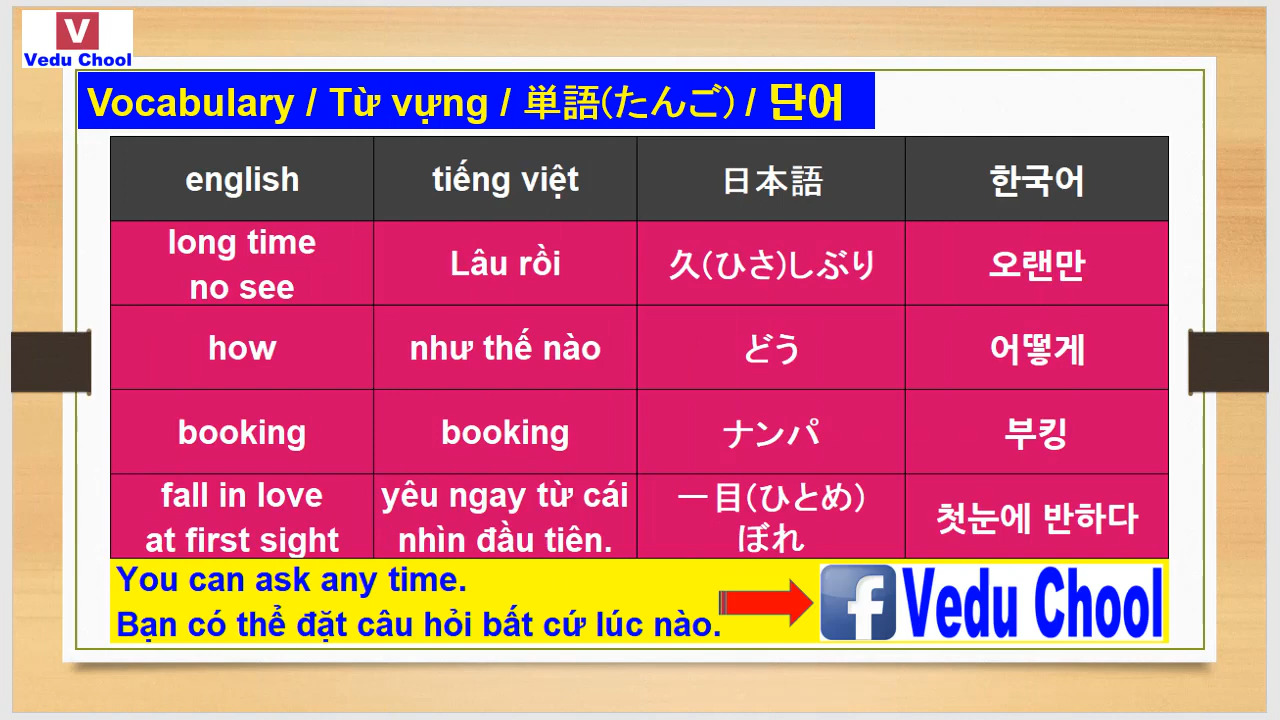 V
Vedu Chool
Vocabulary / Từ vựng / 単語(たんご) / 단어
english
tiếng việt
日本語
한국어
long time
no see
Lâu rồi
久(ひさ)しぶり
오랜만
how
như thế nào
どう
어떻게
booking
booking
ナンパ
부킹
fall in love
at first sight
yêu ngay từ cái
nhìn đầu tiên.
一目(ひとめ)
ぼれ
첫눈에 반하다
You can ask any time.
Bạn có thể đặt câu hỏi bất cứ lúc nào.
f Vedu Chool